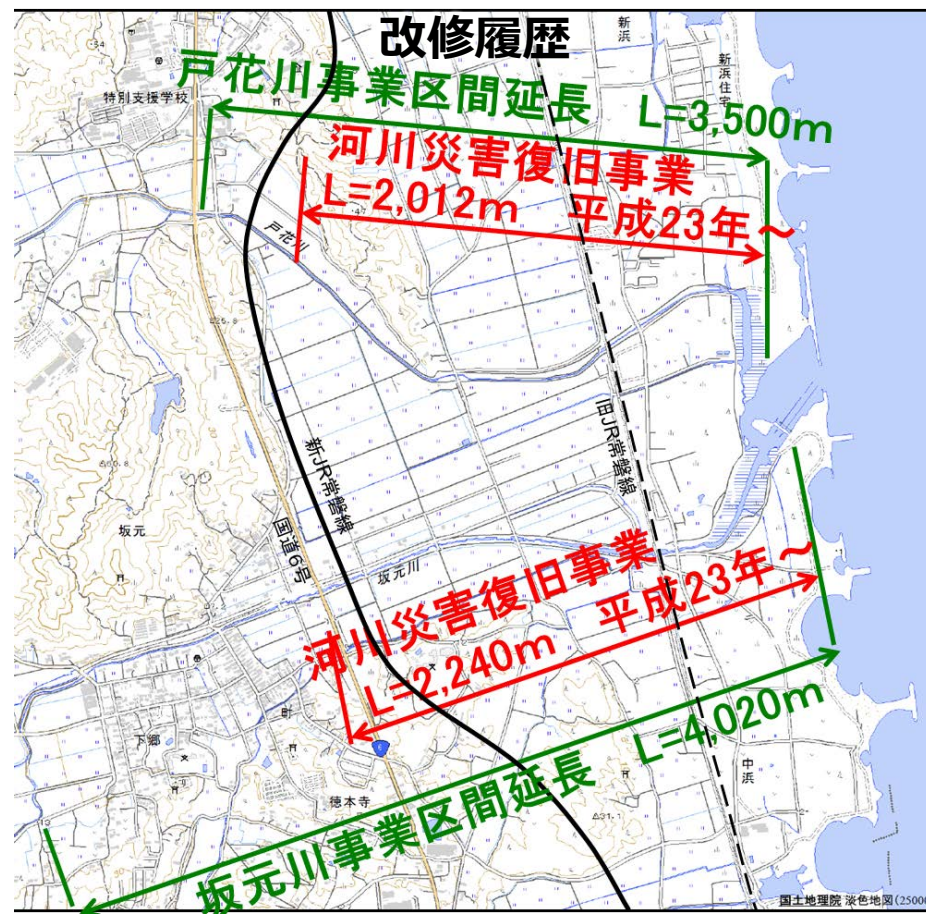 改修履歴
新浜
新浜住宅
戸花川事業区間延長　L=3,500m
特別支援学校
河川災害復旧事業
L=2,012m　平成23年～
戸花川
旧JR常磐線
新JR常磐線
国道6号
坂元
坂元川
河川災害復旧事業
L=2,240m　平成23年～
下郷
町
6
徳本寺
中浜
坂元川事業区間延長　L=4,020m
国土地理院 淡色地図(25000